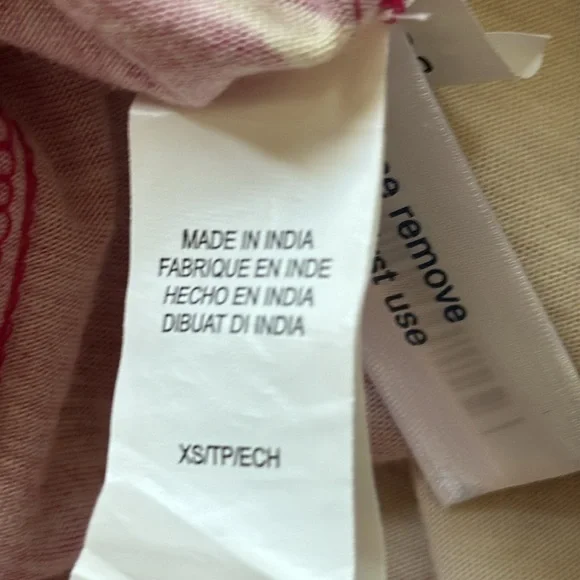 MADE IN INDIA
FABRIQUE EN INDE
HECHO EN INDIA
DIBUAT DI INDIA
XS/TP/ECH
remove
use